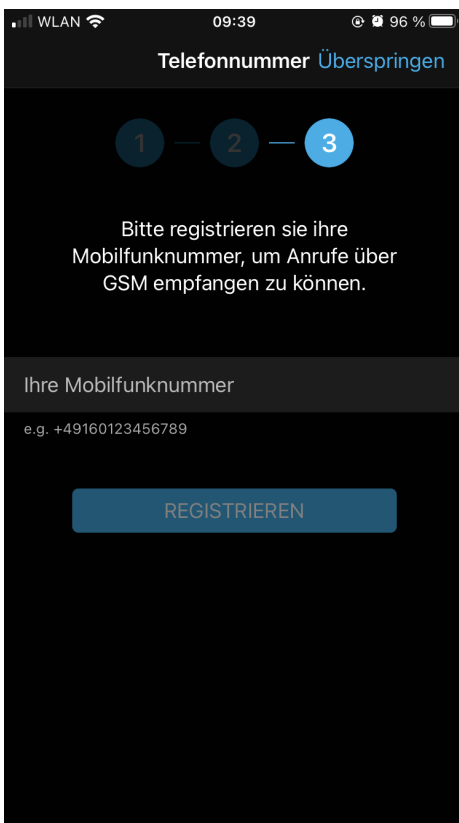 WLAN 09:39 96 %
Telefonnummer Überspringen
1 2 3
Bitte registrieren sie ihre
Mobilfunknummer, um Anrufe über
GSM empfangen zu können.
Ihre Mobilfunknummer
e.g. +49160123456789
REGISTRIEREN